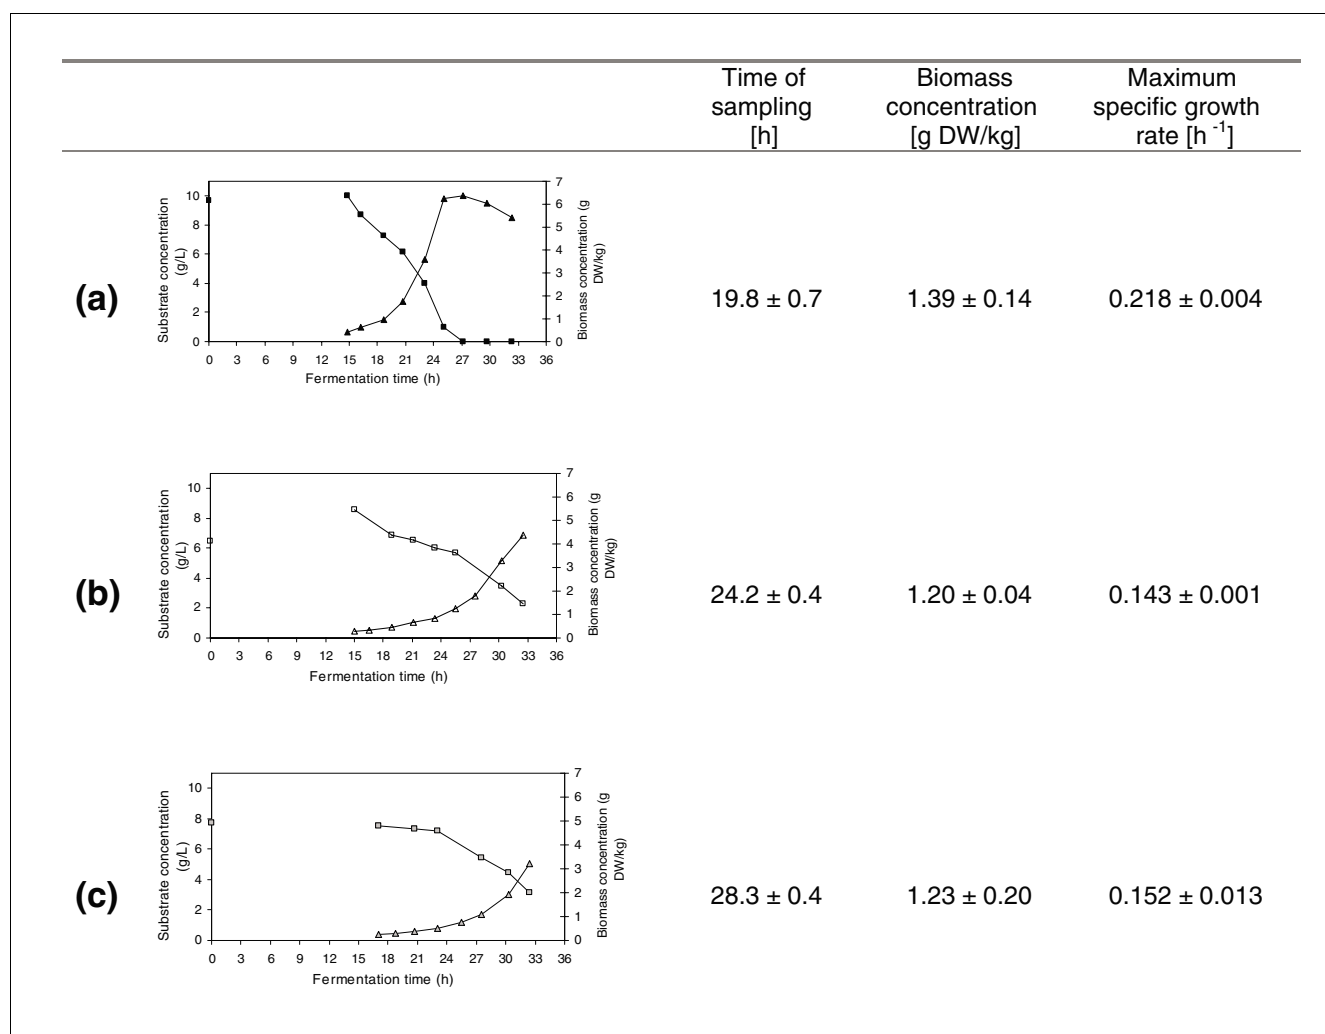 Time of sampling [h]
Biomass concentration [g DW/kg]
Maximum specific growth rate [h -1]
(a)
Substrate concentration (g/L)
10
8
6
4
2
0
7
6
5
4
3
2
1
0
Biomass concentration (g DW/kg)
0 3 6 9 12 15 18 21 24 27 30 33 36
Fermentation time (h)
19.8 ± 0.7 1.39 ± 0.14 0.218 ± 0.004
(b)
Substrate concentration (g/L)
10
8
6
4
2
0
7
6
5
4
3
2
1
0
Biomass concentration (g DW/kg)
0 3 6 9 12 15 18 21 24 27 30 33 36
Fermentation time (h)
24.2 ± 0.4 1.20 ± 0.04 0.143 ± 0.001
(c)
Substrate concentration (g/L)
10
8
6
4
2
0
7
6
5
4
3
2
1
0
Biomass concentration (g DW/kg)
0 3 6 9 12 15 18 21 24 27 30 33 36
Fermentation time (h)
28.3 ± 0.4 1.23 ± 0.20 0.152 ± 0.013